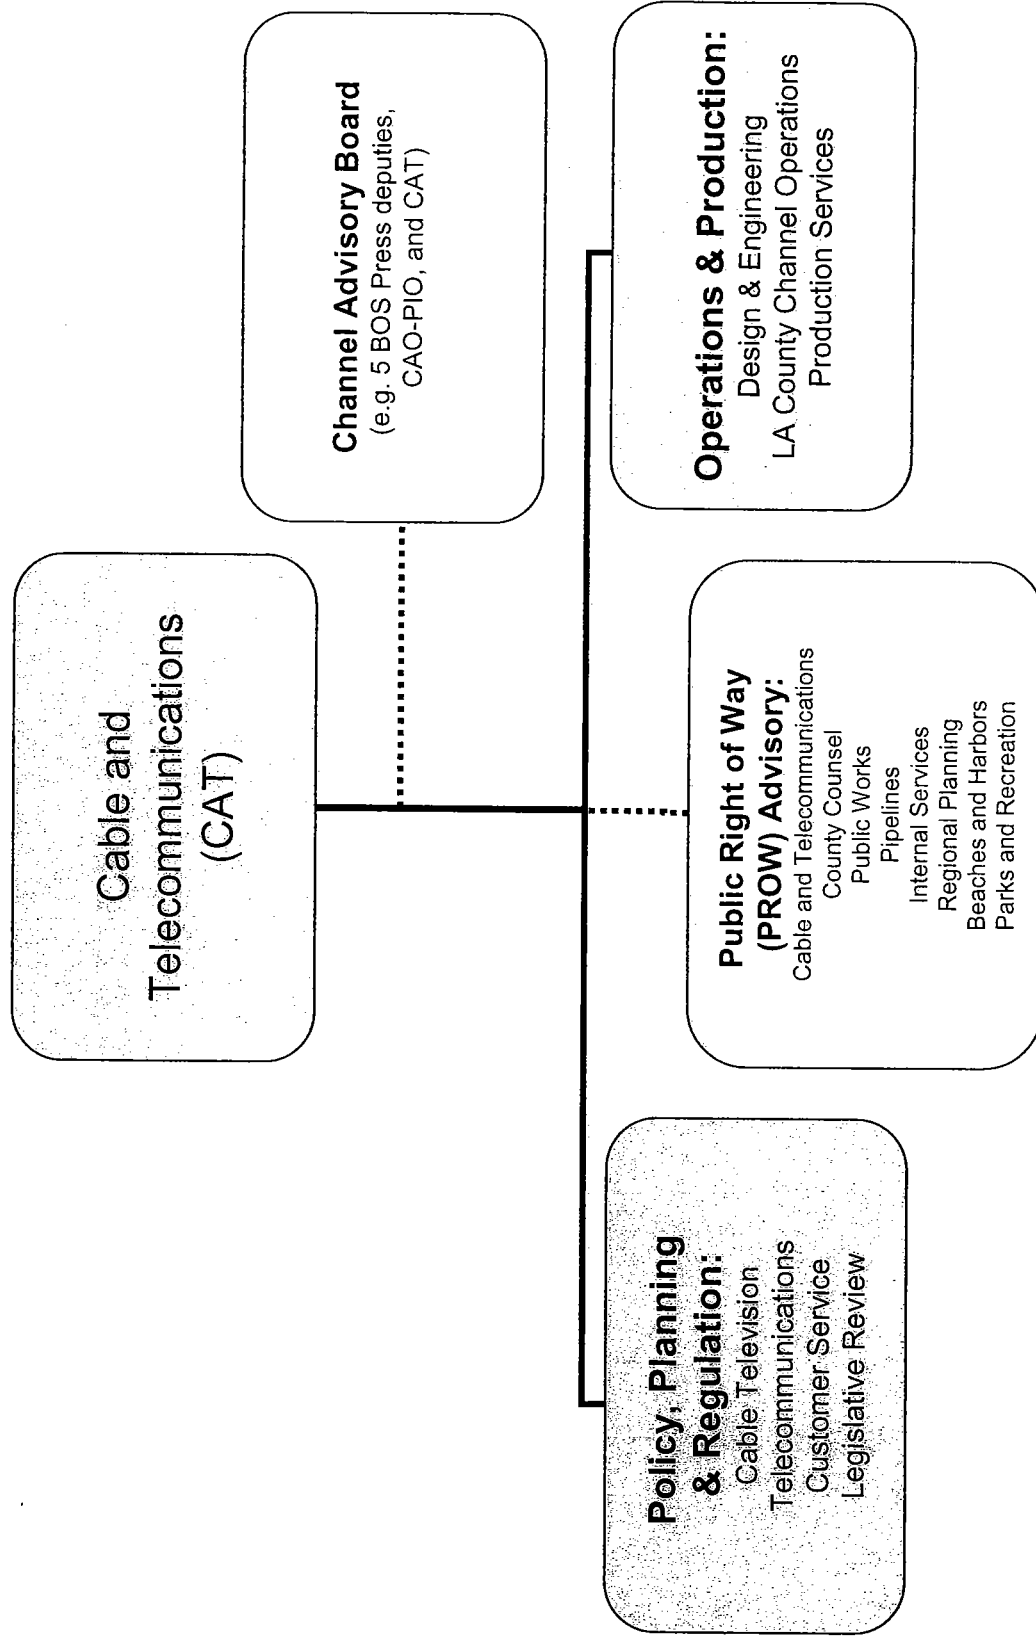 Cable and
Telecommunications
(CAT)
Channel Advisory Board
(e.g. 5 BOS Press deputies,
CAO-PIO, and CAT)
Policy, Planning
& Regulation:
Cable Television
Telecommunications
Customer Service
Legislative Review
Public Right of Way
(PROW) Advisory:
Cable and Telecommunications
County Counsel
Public Works
Pipelines
Internal Services
Regional Planning
Beaches and Harbors
Parks and Recreation
Operations & Production:
Design & Engineering
LA County Channel Operations
Production Services